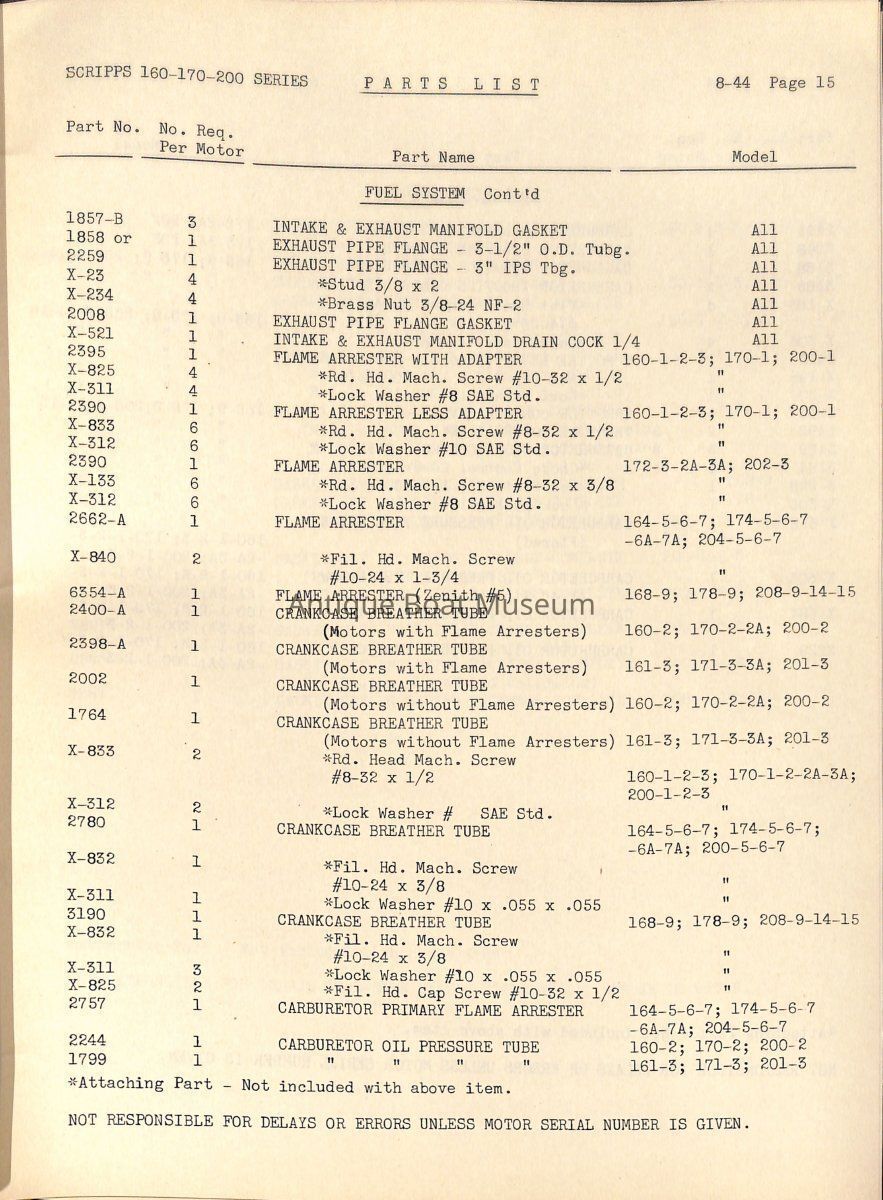 SCRIPPS 160-170-200 SERIES PARTS LIST 8-44 Page 15
Part No. No. Req. Per Motor Part Name Model
FUEL SYSTEM Cont'd
1857-B 3 INTAKE & EXHAUST MANIFOLD GASKET All
1858 or 1 EXHAUST PIPE FLANGE - 3-1/2" O.D. Tubg. All
2259 1 EXHAUST PIPE FLANGE - 3" IPS Tbg. All
X-23 4 *Stud 3/8 x 2 All
X-234 4 *Brass Nut 3/8-24 NF-2 All
2008 1 EXHAUST PIPE FLANGE GASKET All
X-521 1 INTAKE & EXHAUST MANIFOLD DRAIN COCK 1/4 All
2395 1 FLAME ARRESTER WITH ADAPTER 160-1-2-3; 170-1; 200-1
X-825 4 *Rd. Hd. Mach. Screw #10-32 x 1/2 "
X-311 4 *Lock Washer #8 SAE Std. "
2390 1 FLAME ARRESTER LESS ADAPTER 160-1-2-3; 170-1; 200-1
X-833 6 *Rd. Hd. Mach. Screw #8-32 x 1/2 "
X-312 6 *Lock Washer #10 SAE Std. "
2390 1 FLAME ARRESTER 172-3-2A-3A; 202-3
X-133 6 *Rd. Hd. Mach. Screw #8-32 x 3/8 "
X-312 6 *Lock Washer #8 SAE Std. "
2662-A 1 FLAME ARRESTER 164-5-6-7; 174-5-6-7
-6A-7A; 204-5-6-7
X-840 2 *Fil. Hd. Mach. Screw
#10-24 x 1-3/4 "
6354-A 1 FLAME ARRESTER (Zenith #5) 168-9; 178-9; 208-9-14-15
Antique Boat Museum
2400-A 1 CRANKCASE BREATHER TUBE
(Motors with Flame Arresters) 160-2; 170-2-2A; 200-2
2398-A 1 CRANKCASE BREATHER TUBE
(Motors with Flame Arresters) 161-3; 171-3-3A; 201-3
2002 1 CRANKCASE BREATHER TUBE
(Motors without Flame Arresters) 160-2; 170-2-2A; 200-2
1764 1 CRANKCASE BREATHER TUBE
(Motors without Flame Arresters) 161-3; 171-3-3A; 201-3
X-833 2 *Rd. Head Mach. Screw
#8-32 x 1/2 160-1-2-3; 170-1-2-2A-3A;
200-1-2-3
X-312 2 *Lock Washer # SAE Std. "
2780 1 CRANKCASE BREATHER TUBE 164-5-6-7; 174-5-6-7;
-6A-7A; 200-5-6-7
X-832 1 *Fil. Hd. Mach. Screw
#10-24 x 3/8 "
X-311 1 *Lock Washer #10 x .055 x .055 "
3190 1 CRANKCASE BREATHER TUBE 168-9; 178-9; 208-9-14-15
X-832 1 *Fil. Hd. Mach. Screw
#10-24 x 3/8 "
X-311 3 *Lock Washer #10 x .055 x .055 "
X-825 2 *Fil. Hd. Cap Screw #10-32 x 1/2 "
2757 1 CARBURETOR PRIMARY FLAME ARRESTER 164-5-6-7; 174-5-6-7
-6A-7A; 204-5-6-7
2244 1 CARBURETOR OIL PRESSURE TUBE 160-2; 170-2; 200-2
1799 1 " " " " 161-3; 171-3; 201-3
*Attaching Part - Not included with above item.
NOT RESPONSIBLE FOR DELAYS OR ERRORS UNLESS MOTOR SERIAL NUMBER IS GIVEN.